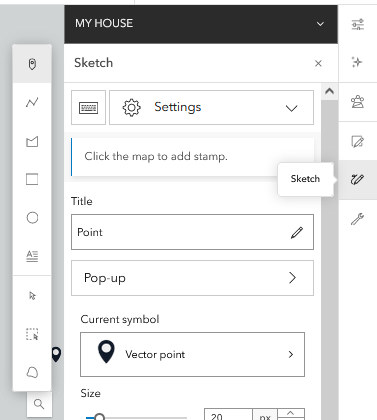 MY HOUSE
Sketch
Settings
Click the map to add stamp.
Sketch
Title
Point
Pop-up
Current symbol
Vector point
Size
20 px